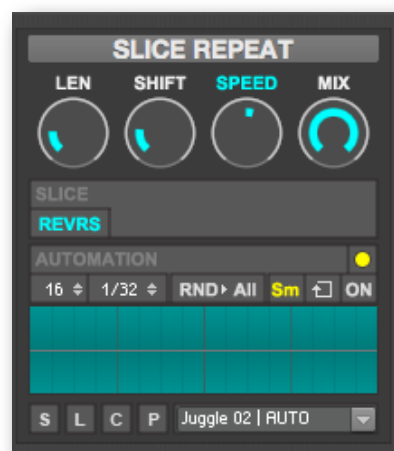 SLICE REPEAT
LEN SHIFT SPEED MIX
SLICE
REVRS
AUTOMATION
16 1/32 RND All Sm ON
S L C P Juggle 02 | AUTO